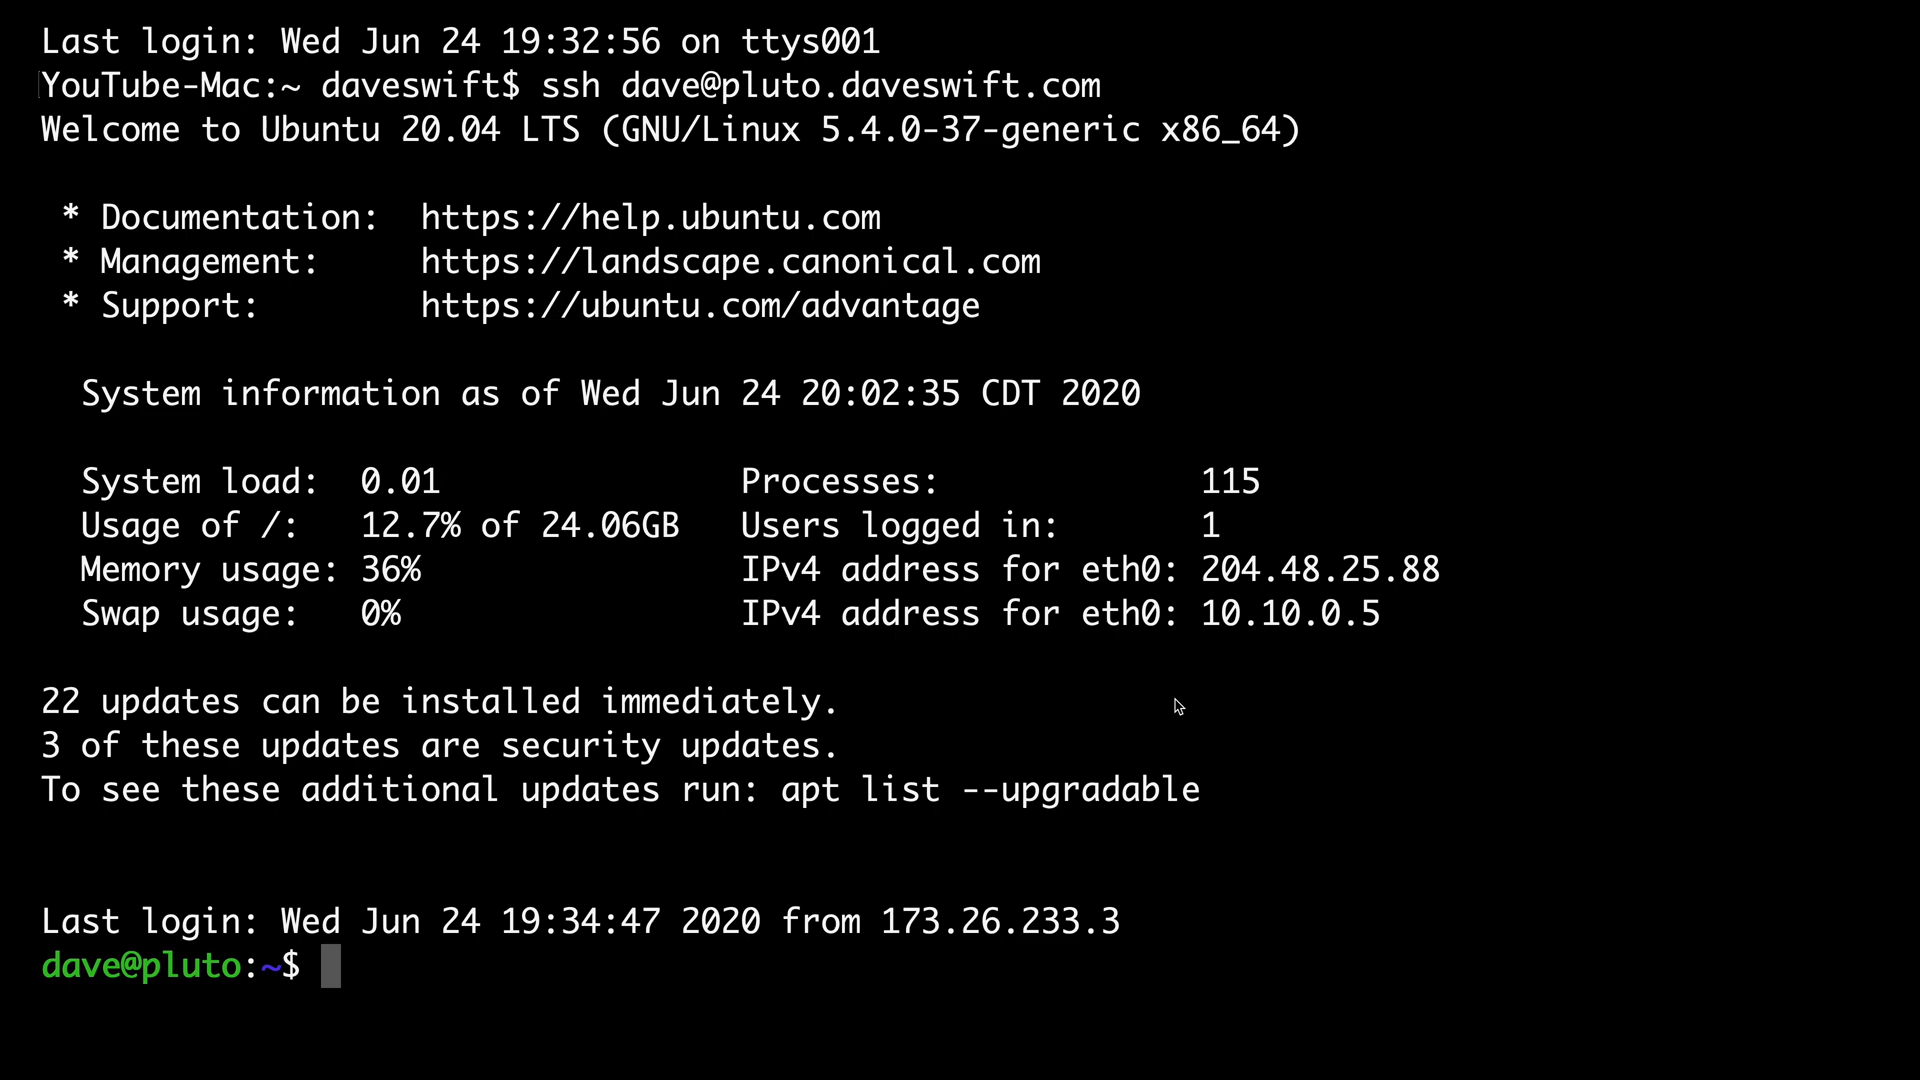 Last login: Wed Jun 24 19:32:56 on ttys001
YouTube-Mac:~ daveswift$ ssh dave@pluto.daveswift.com
Welcome to Ubuntu 20.04 LTS (GNU/Linux 5.4.0-37-generic x86_64)

 * Documentation:  https://help.ubuntu.com
 * Management:     https://landscape.canonical.com
 * Support:        https://ubuntu.com/advantage

  System information as of Wed Jun 24 20:02:35 CDT 2020

  System load:  0.01               Processes:             115
  Usage of /:   12.7% of 24.06GB   Users logged in:       1
  Memory usage: 36%                IPv4 address for eth0: 204.48.25.88
  Swap usage:   0%                 IPv4 address for eth0: 10.10.0.5

22 updates can be installed immediately.
3 of these updates are security updates.
To see these additional updates run: apt list --upgradable


Last login: Wed Jun 24 19:34:47 2020 from 173.26.233.3
dave@pluto:~$